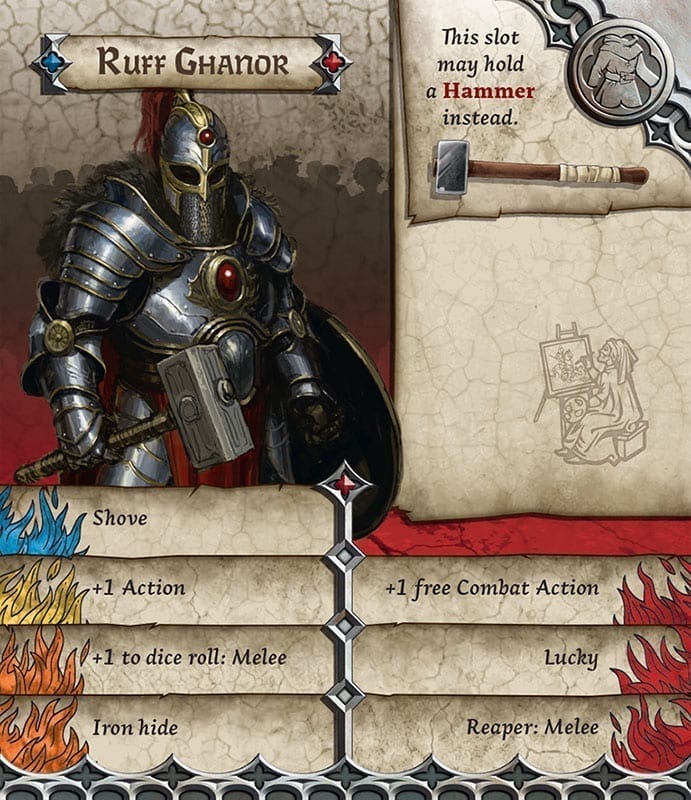 Ruff Ghanor
This slot
may hold
a Hammer
instead.
Shove
+1 Action
+1 free Combat Action
+1 to dice roll: Melee
Lucky
Iron hide
Reaper: Melee